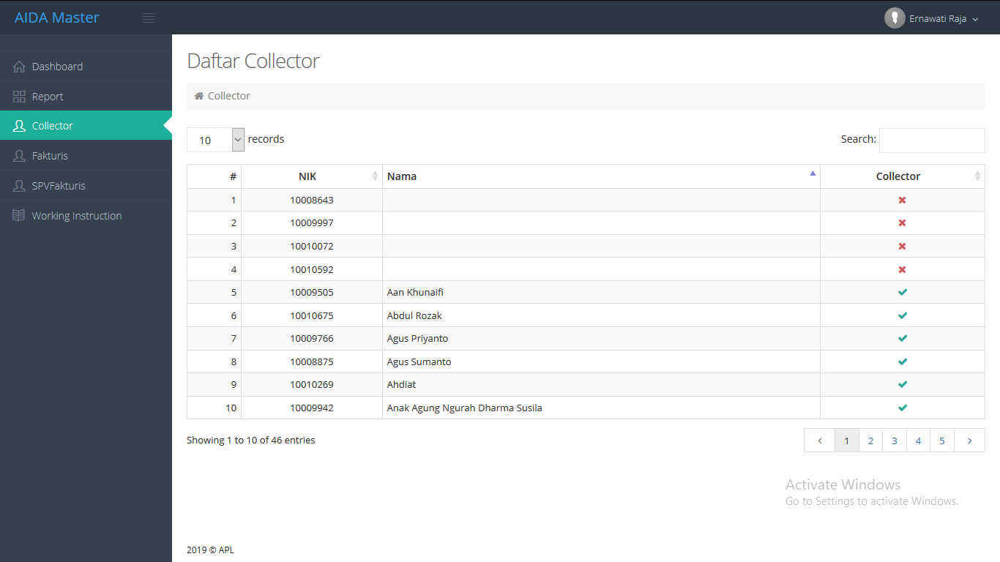 AIDA Master
Ernawati Raja
Dashboard
Report
Collector
Fakturis
SPVFakturis
Working Instruction
Daftar Collector
Collector
10 records
Search:
# NIK Nama Collector
1 10008643
2 10009997
3 10010072
4 10010592
5 10009505 Aan Khunaifi
6 10010675 Abdul Rozak
7 10009766 Agus Priyanto
8 10008875 Agus Sumanto
9 10010269 Ahdiat
10 10009942 Anak Agung Ngurah Dharma Susila
Showing 1 to 10 of 46 entries
1 2 3 4 5
Activate Windows
Go to Settings to activate Windows.
2019 © APL